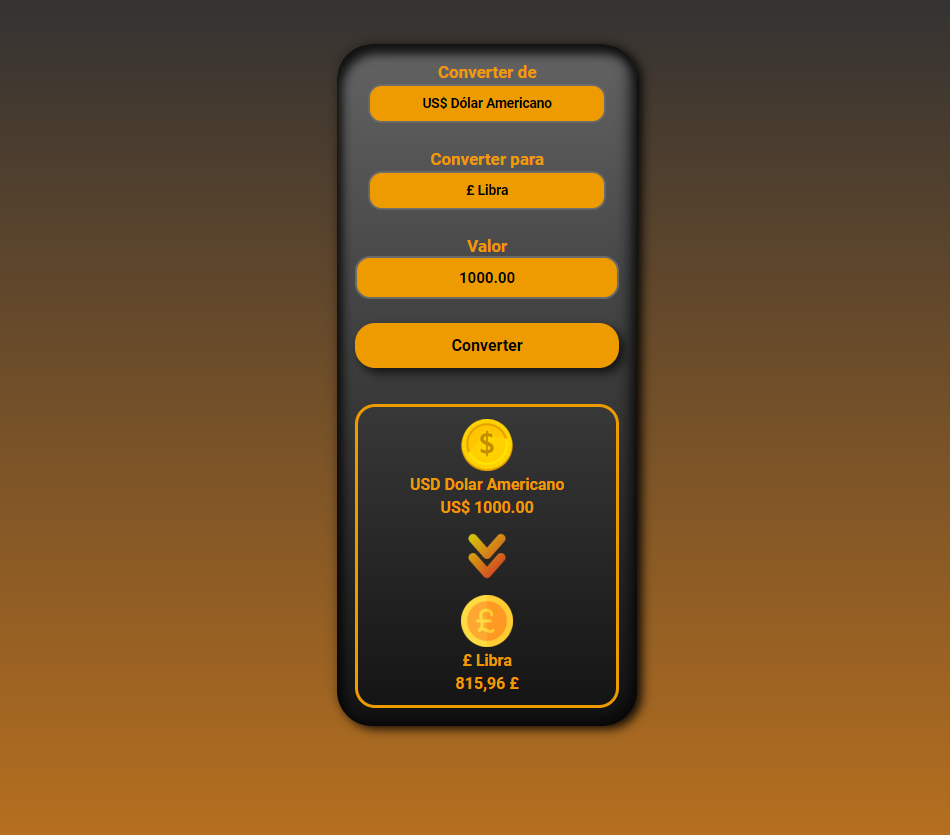 Converter de
US$ Dólar Americano
Converter para
£ Libra
Valor
1000.00
Converter
$
USD Dolar Americano
US$ 1000.00
£
£ Libra
815,96 £